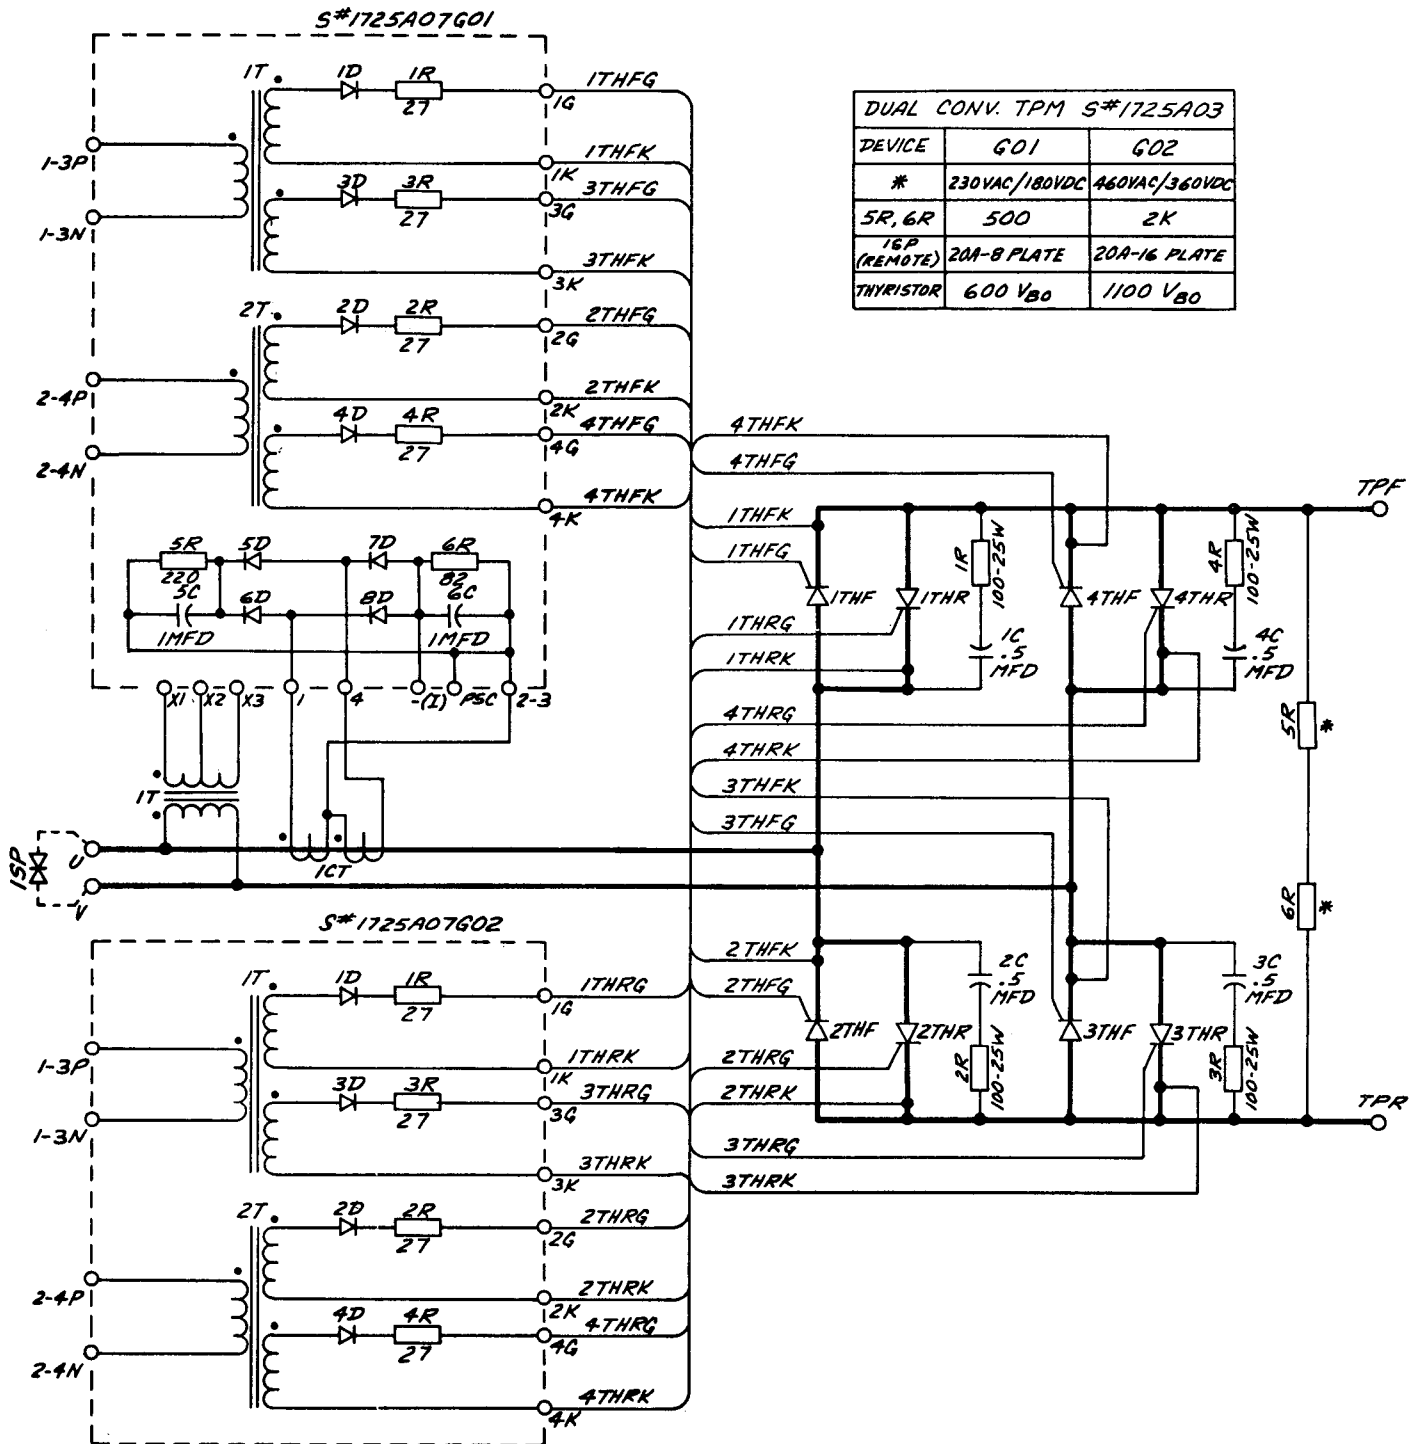 S#1725A07G01
1T
1D
1R
27
1G
1THFG
1-3P
1K
1THFK
3D
3R
27
3G
3THFG
1-3N
3THFK
3K
2T
2D
2R
27
2G
2THFG
2-4P
2THFK
2K
4D
4R
27
4G
4THFG
2-4N
4THFK
4K
5R
220
5D
7D
6R
82
5C
1MFD
6D
8D
6C
1MFD
X1
X2
X3
1
4
-(I)
PSC
2-3
1T
1SP
U
V
1CT
DUAL CONV. TPM S#1725A03
DEVICE G01 G02
* 230VAC/180VDC 460VAC/360VDC
5R, 6R 500 2K
1SP (REMOTE) 20A-8 PLATE 20A-16 PLATE
THYRISTOR 600 VBO 1100 VBO
4THFK
4THFG
1THFK
1THFG
1THRG
1THRK
4THRG
4THRK
3THFK
3THFG
2THFK
2THFG
2THRG
2THRK
3THRG
3THRK
TPF
1THF
1THR
1R
100-25W
1C
.5
MFD
4THF
4THR
4R
100-25W
4C
.5
MFD
5R
*
6R
*
2THF
2THR
2C
.5
MFD
2R
100-25W
3THF
3THR
3C
.5
MFD
3R
100-25W
TPR
S#1725A07G02
1T
1D
1R
27
1G
1THRG
1-3P
1THRK
1K
3D
3R
27
3G
3THRG
1-3N
3THRK
3K
2T
2D
2R
27
2G
2THRG
2-4P
2THRK
2K
4D
4R
27
4G
4THRG
2-4N
4THRK
4K